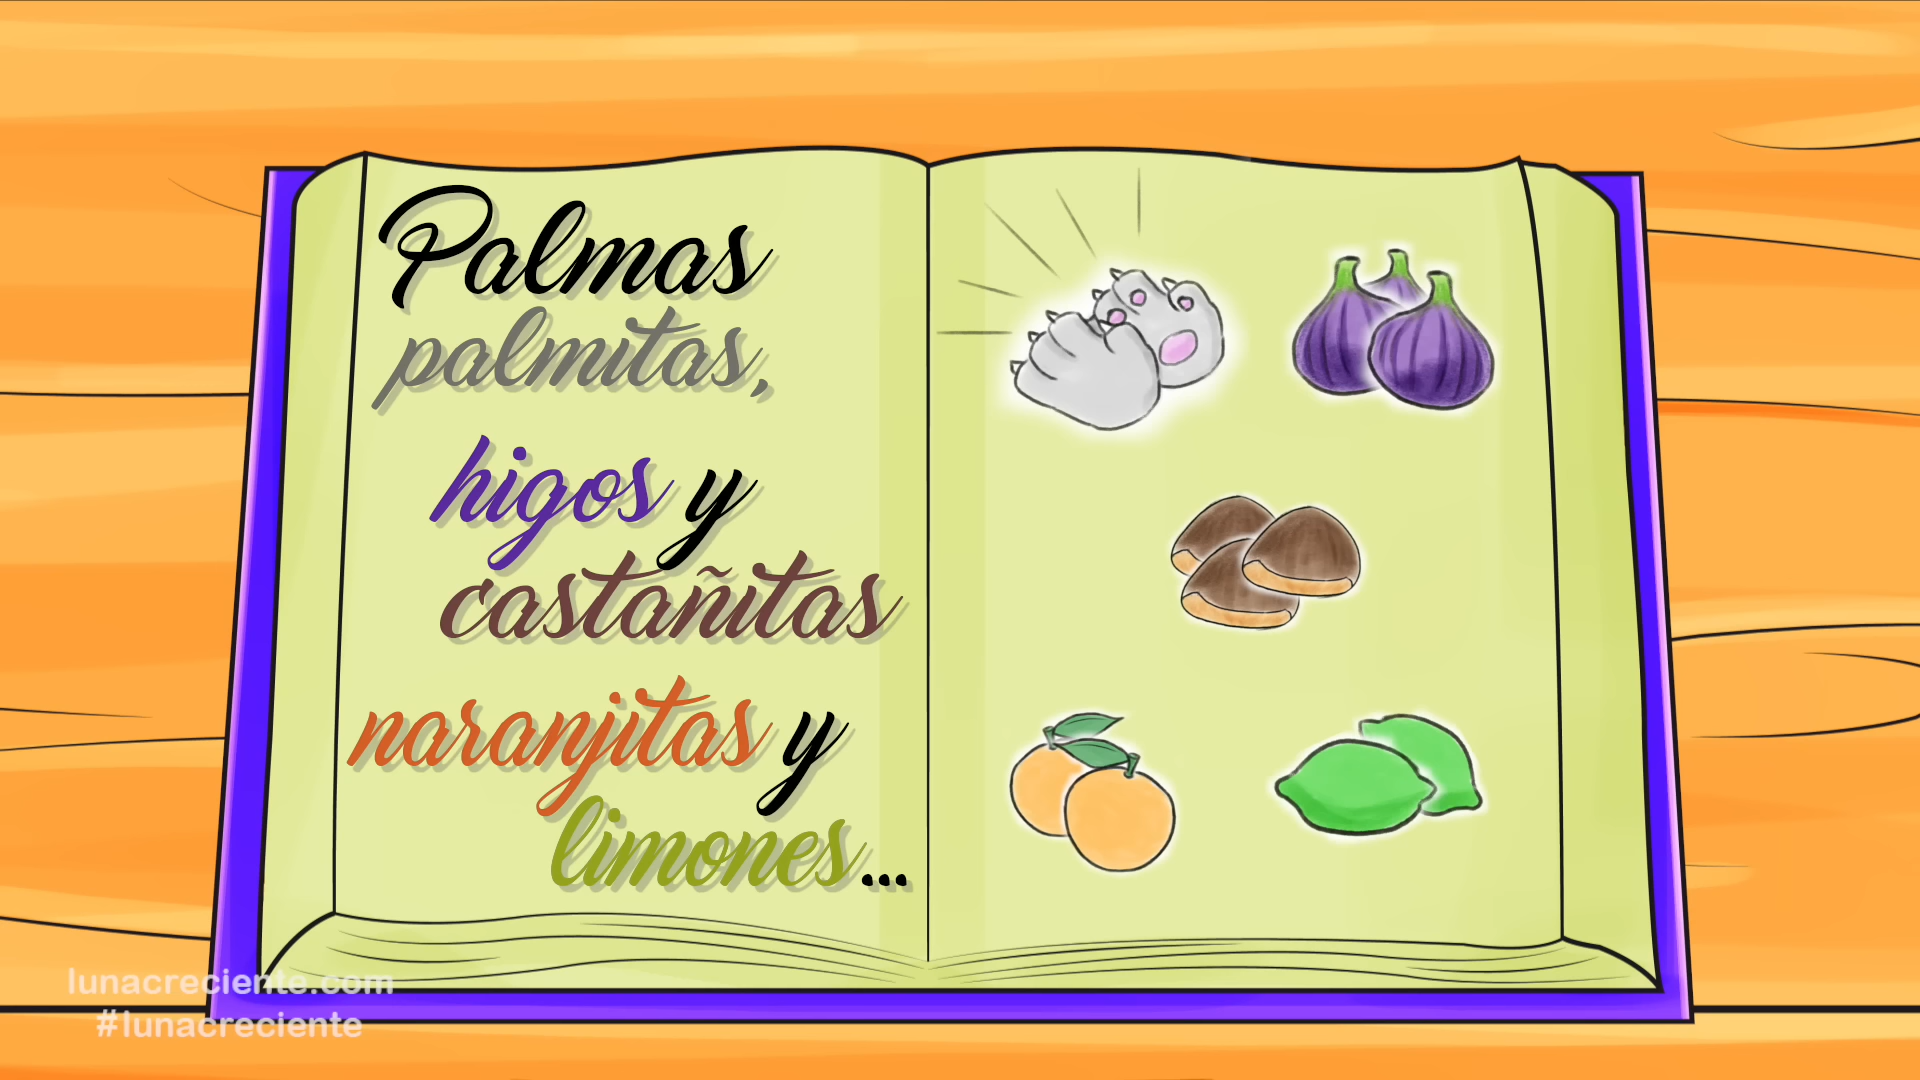 Palmas
palmitas,
higos y
castañitas
naranjitas y
limones...
lunacreciente.com
#lunacreciente